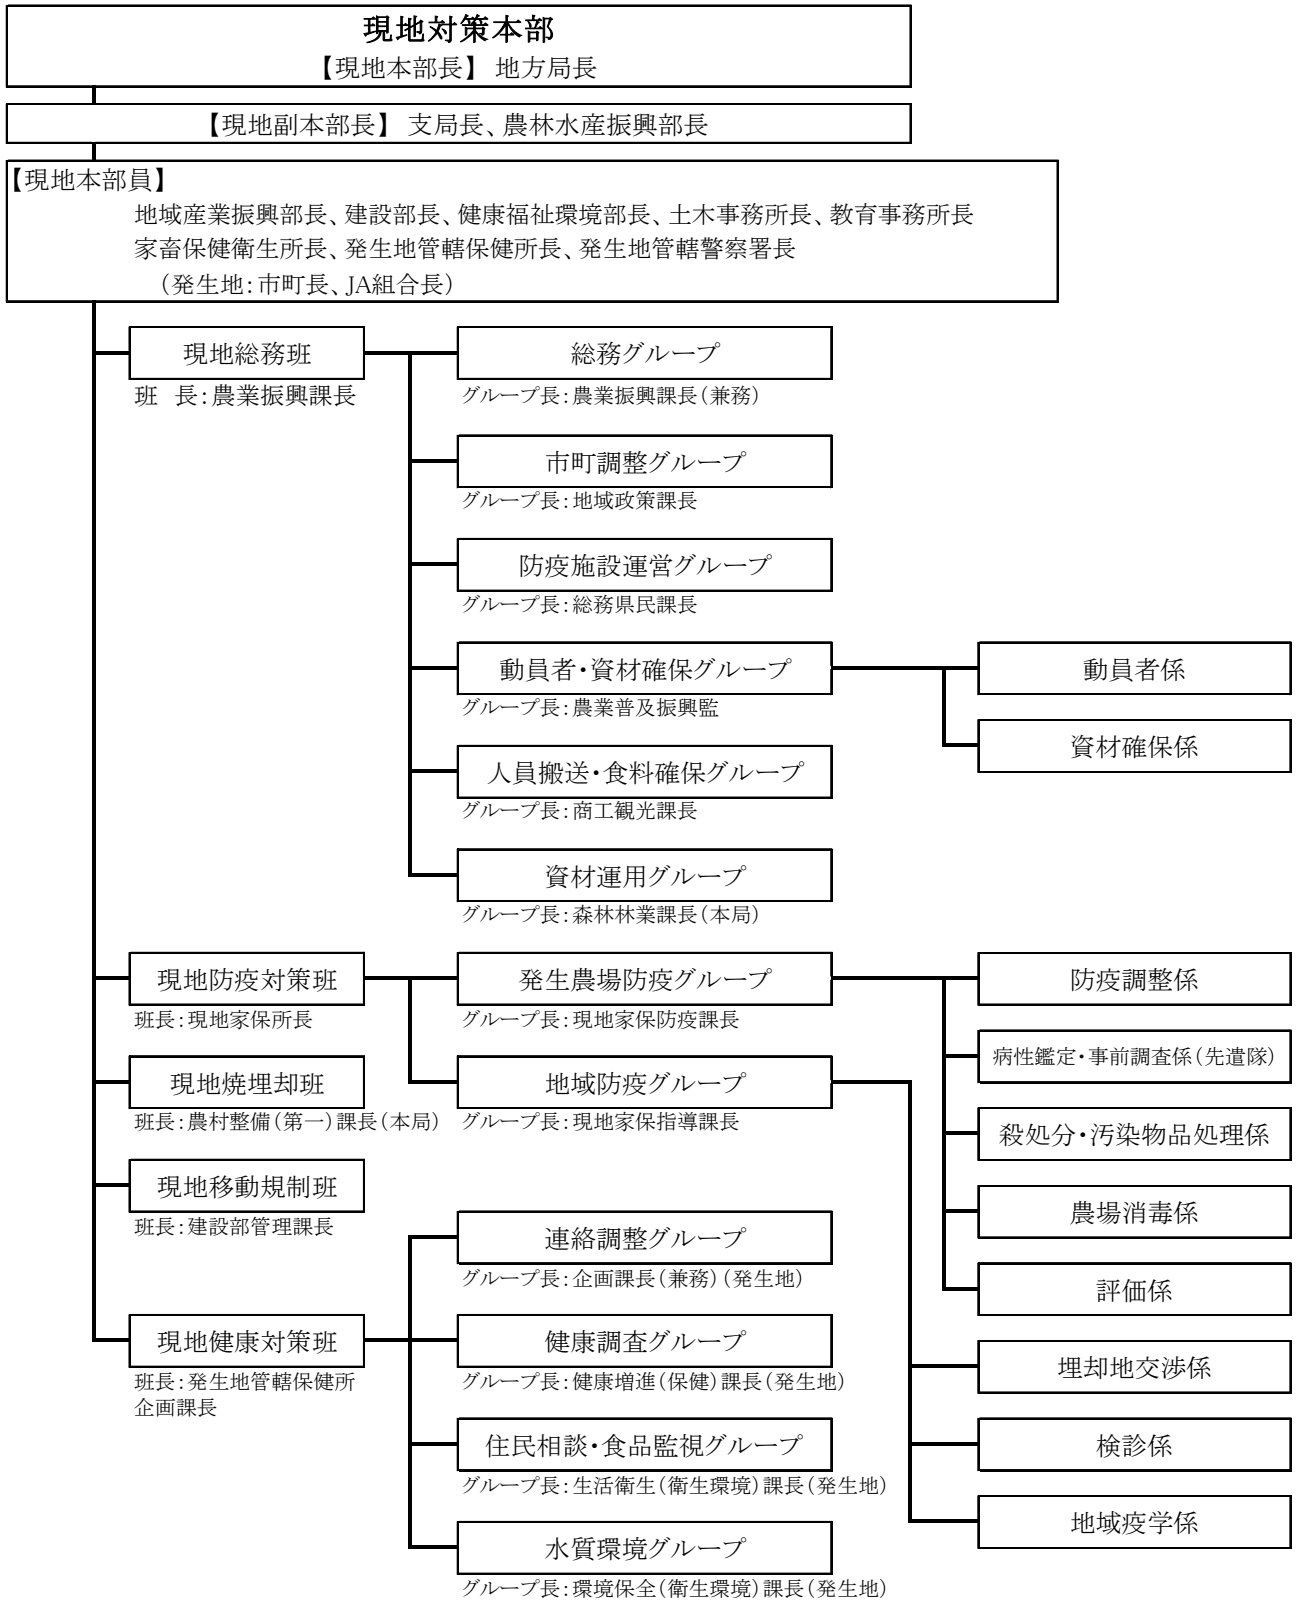 現地対策本部
【現地本部長】 地方局長
【現地副本部長】 支局長、農林水産振興部長
【現地本部員】
地域産業振興部長、建設部長、健康福祉環境部長、土木事務所長、教育事務所長
家畜保健衛生所長、発生地管轄保健所長、発生地管轄警察署長
（発生地：市町長、JA組合長）
現地総務班
班　長：農業振興課長
総務グループ
グループ長：農業振興課長（兼務）
市町調整グループ
グループ長：地域政策課長
防疫施設運営グループ
グループ長：総務県民課長
動員者・資材確保グループ
グループ長：農業普及振興監
動員者係
資材確保係
人員搬送・食料確保グループ
グループ長：商工観光課長
資材運用グループ
グループ長：森林林業課長（本局）
現地防疫対策班
班長：現地家保所長
発生農場防疫グループ
グループ長：現地家保防疫課長
防疫調整係
病性鑑定・事前調査係（先遣隊）
殺処分・汚染物品処理係
農場消毒係
評価係
現地焼埋却班
班長：農村整備（第一）課長（本局）
地域防疫グループ
グループ長：現地家保指導課長
埋却地交渉係
検診係
地域疫学係
現地移動規制班
班長：建設部管理課長
現地健康対策班
班長：発生地管轄保健所
企画課長
連絡調整グループ
グループ長：企画課長（兼務）（発生地）
健康調査グループ
グループ長：健康増進（保健）課長（発生地）
住民相談・食品監視グループ
グループ長：生活衛生（衛生環境）課長（発生地）
水質環境グループ
グループ長：環境保全（衛生環境）課長（発生地）